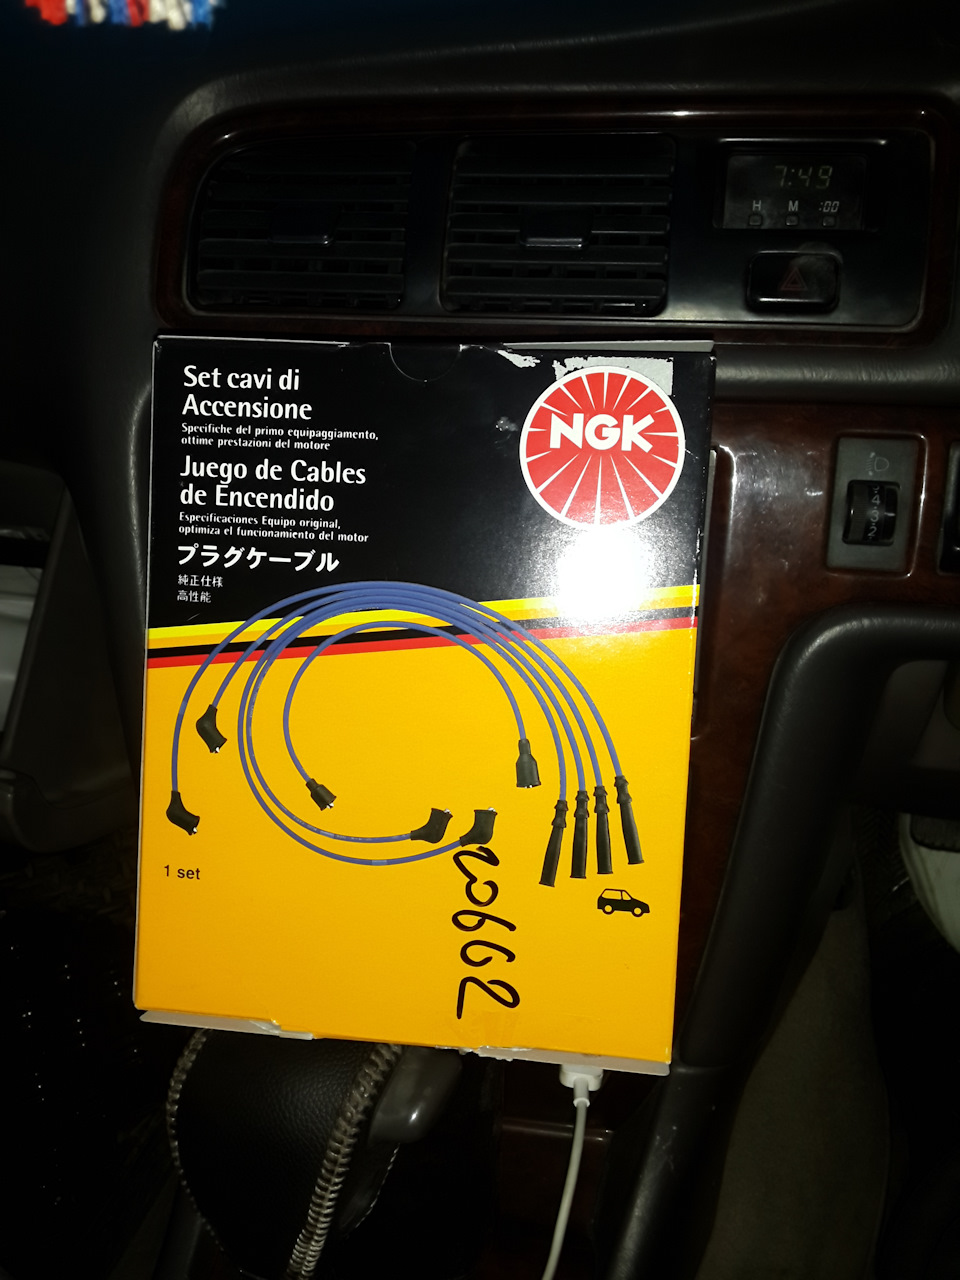 7:49
H M :00
Set cavi di
Accensione
Specifiche del primo equipaggiamento,
ottime prestazioni del motore
NGK
Juego de Cables
de Encendido
Especificaciones Equipo original,
optimiza el funcionamiento del motor
プラグケーブル
純正仕様
高性能
1 set